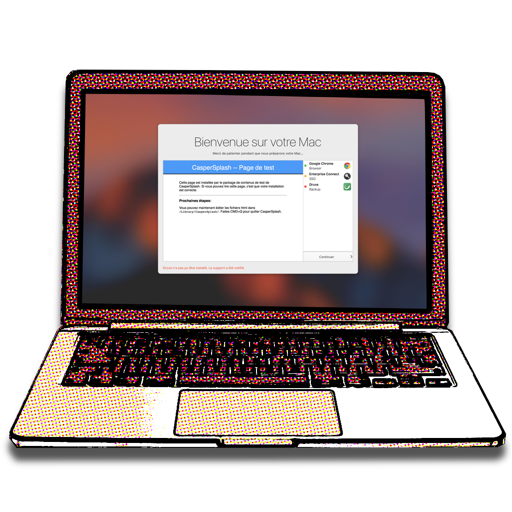 Bienvenue sur votre Mac
Merci de patienter pendant que nous préparons votre Mac...
CasperSplash – Page de test
Cette page est installée par le package de contenus de test de
CasperSplash. Si vous pouvez lire cette page, c'est que votre installation
est correcte.
Prochaines étapes:
Vous pouvez maintenant éditer les fichiers html dans
/Library/CasperSplash/. Faites CMD+Q pour quitter CasperSplash.
Google Chrome
Browser
Enterprise Connect
SSO
Druva
Backup
Continuer